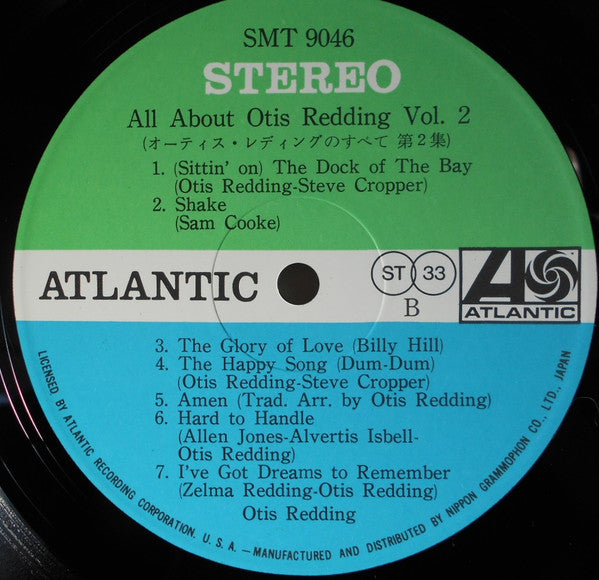 SMT 9046
STEREO
All About Otis Redding Vol. 2
(オーティス・レディングのすべて 第2集)
1. (Sittin' on) The Dock of The Bay
(Otis Redding-Steve Cropper)
2. Shake
(Sam Cooke)
ATLANTIC
ST 33
B
ATLANTIC
3. The Glory of Love (Billy Hill)
4. The Happy Song (Dum-Dum)
(Otis Redding-Steve Cropper)
5. Amen (Trad. Arr. by Otis Redding)
6. Hard to Handle
(Allen Jones-Alvertis Isbell-
Otis Redding)
7. I've Got Dreams to Remember
(Zelma Redding-Otis Redding)
Otis Redding
LICENSED BY ATLANTIC RECORDING CORPORATION. U. S. A.—MANUFACTURED AND DISTRIBUTED BY NIPPON GRAMMOPHON CO., LTD., JAPAN